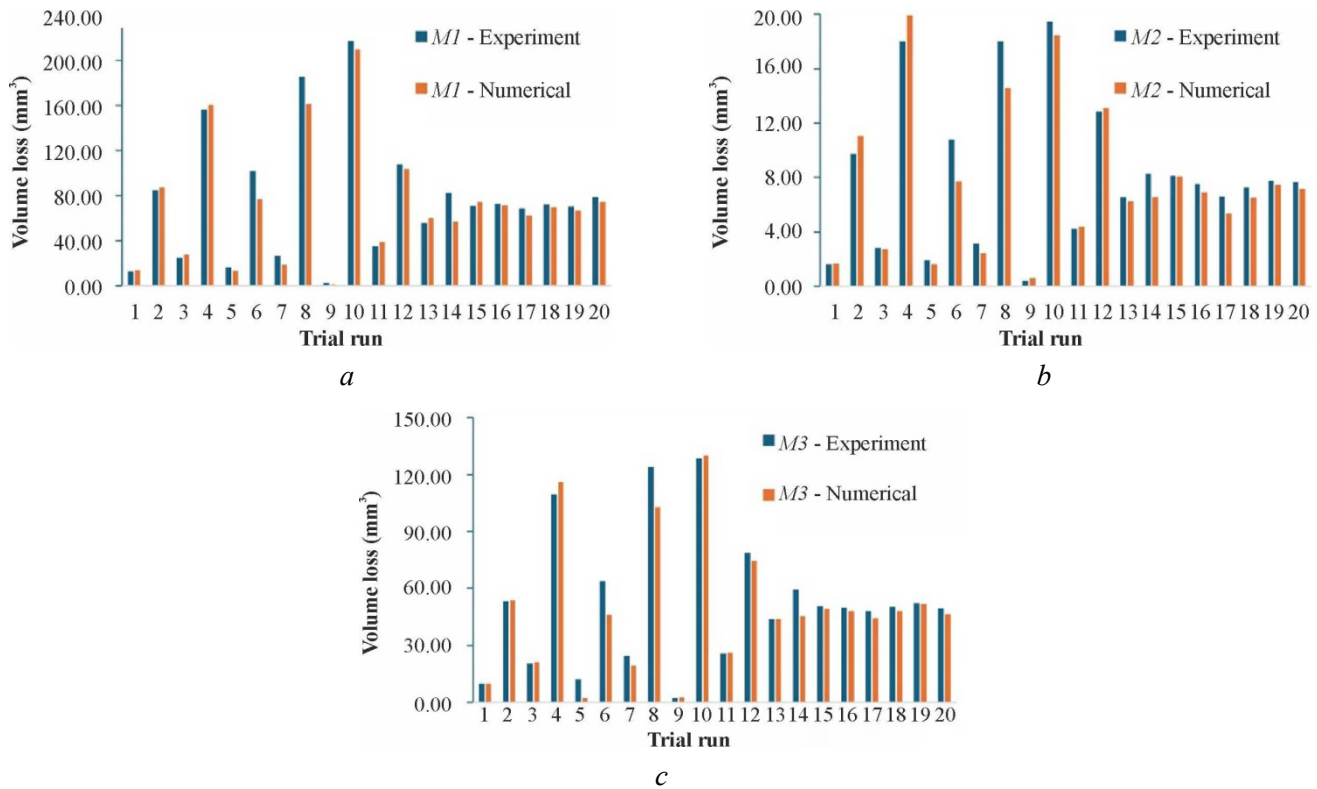 240.00
200.00
160.00
120.00
80.00
40.00
0.00
Volume loss (mm³)
M1 - Experiment
M1 - Numerical
1 2 3 4 5 6 7 8 9 10 11 12 13 14 15 16 17 18 19 20
Trial run
a
20.00
16.00
12.00
8.00
4.00
0.00
Volume loss (mm³)
M2 - Experiment
M2 - Numerical
1 2 3 4 5 6 7 8 9 10 11 12 13 14 15 16 17 18 19 20
Trial run
b
150.00
120.00
90.00
60.00
30.00
0.00
Volume loss (mm³)
M3 - Experiment
M3 - Numerical
1 2 3 4 5 6 7 8 9 10 11 12 13 14 15 16 17 18 19 20
Trial run
c